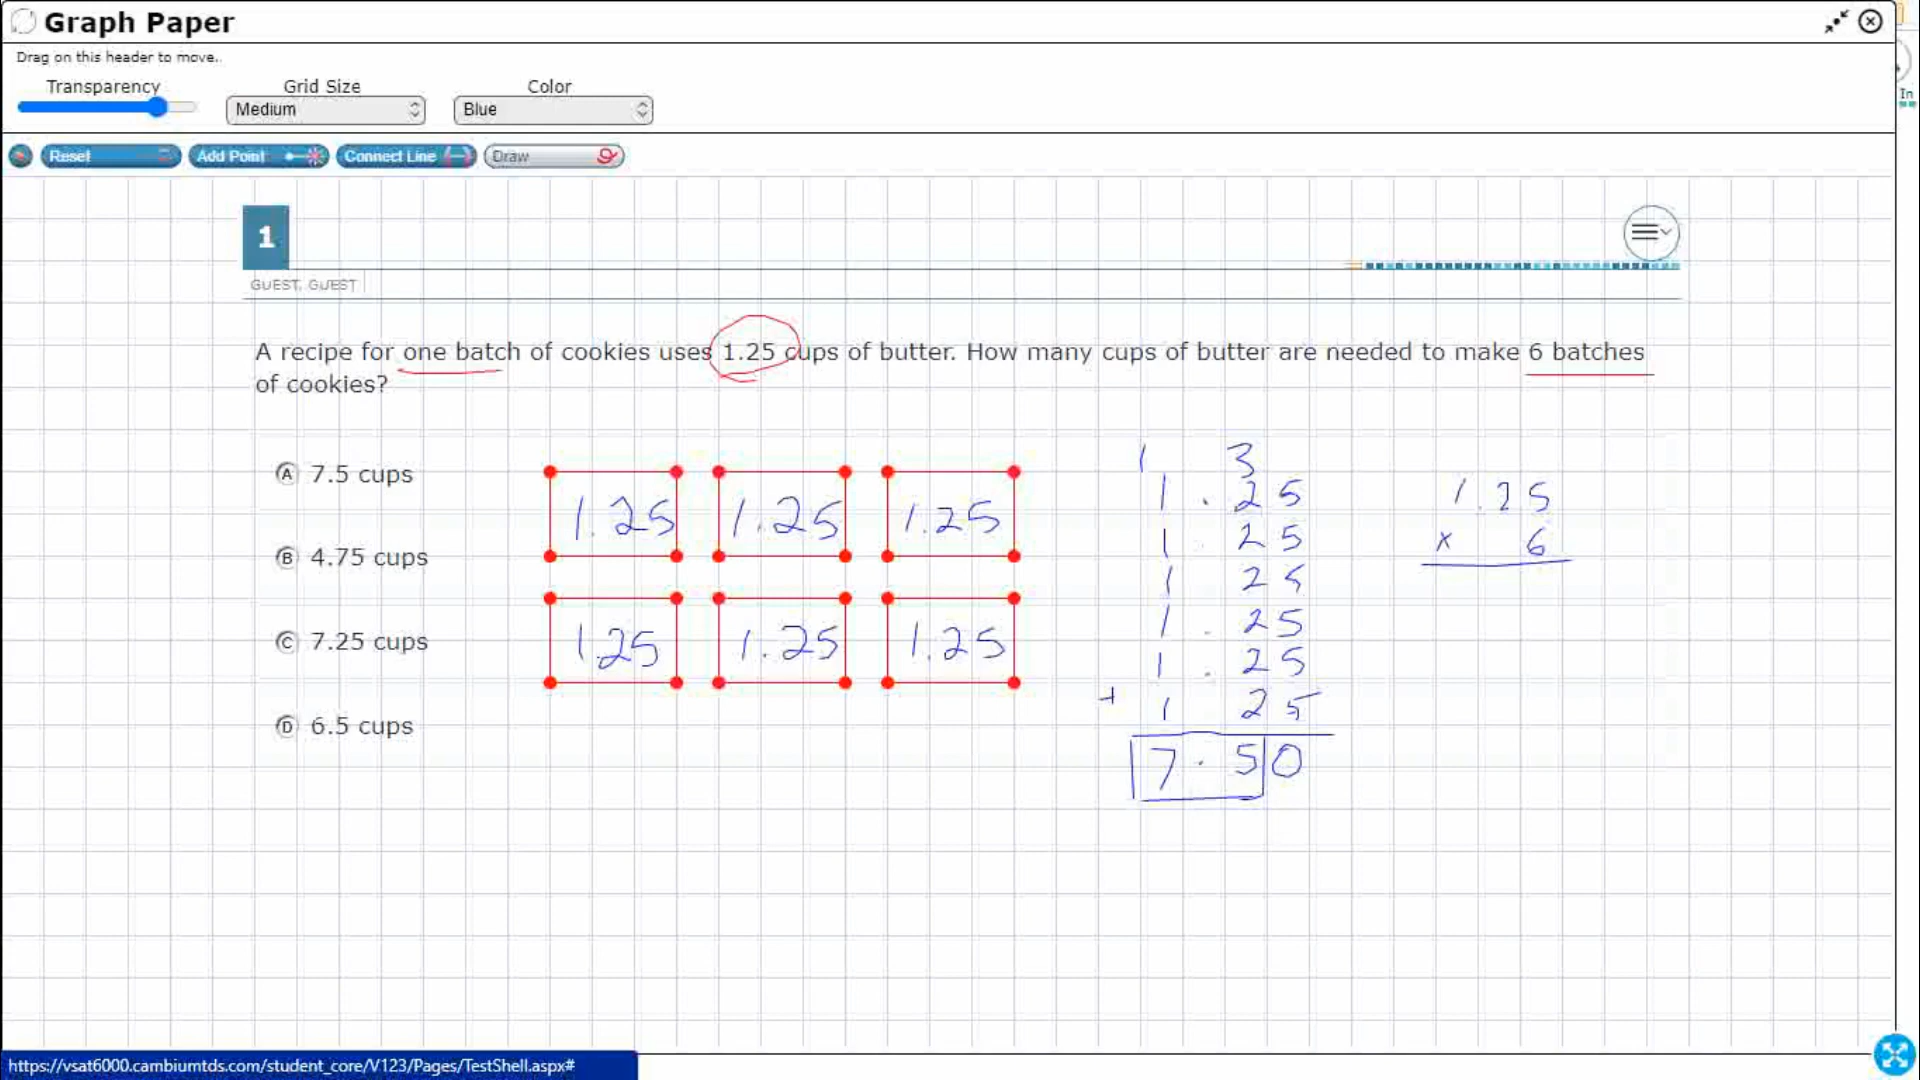 Graph Paper
Drag on this header to move..
Transparency
Grid Size
Color
Medium
Blue
Reset
Add Point
Connect Line
Draw
In
1
GUEST, GUEST
A recipe for one batch of cookies uses 1.25 cups of butter. How many cups of butter are needed to make 6 batches
of cookies?
A 7.5 cups
B 4.75 cups
C 7.25 cups
D 6.5 cups
1.25 1.25 1.25
1.25 1.25 1.25
1 3
1.25
1 25
1 25
1.25
1.25
+ 1 25
7.50
1.25
x 6
https://vsat6000.cambiumtds.com/student_core/V123/Pages/TestShell.aspx#